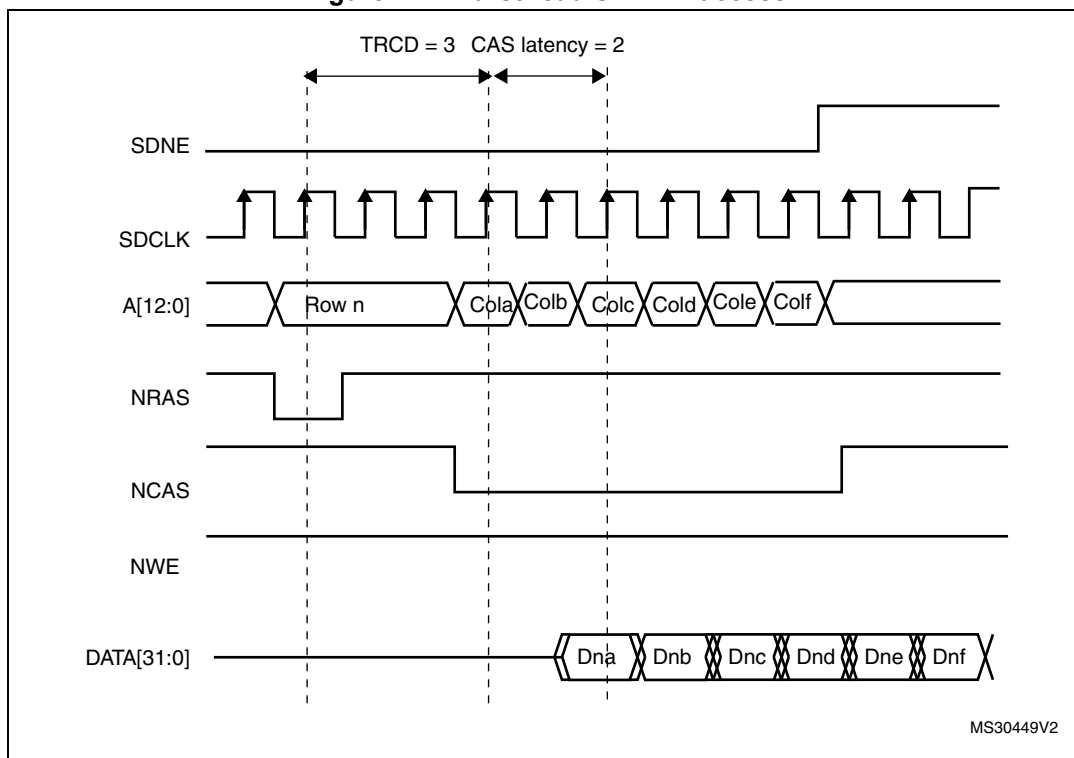 TRCD = 3 CAS latency = 2
SDNE
SDCLK
A[12:0] Row n Cola Colb Colc Cold Cole Colf
NRAS
NCAS
NWE
DATA[31:0] Dna Dnb Dnc Dnd Dne Dnf
MS30449V2